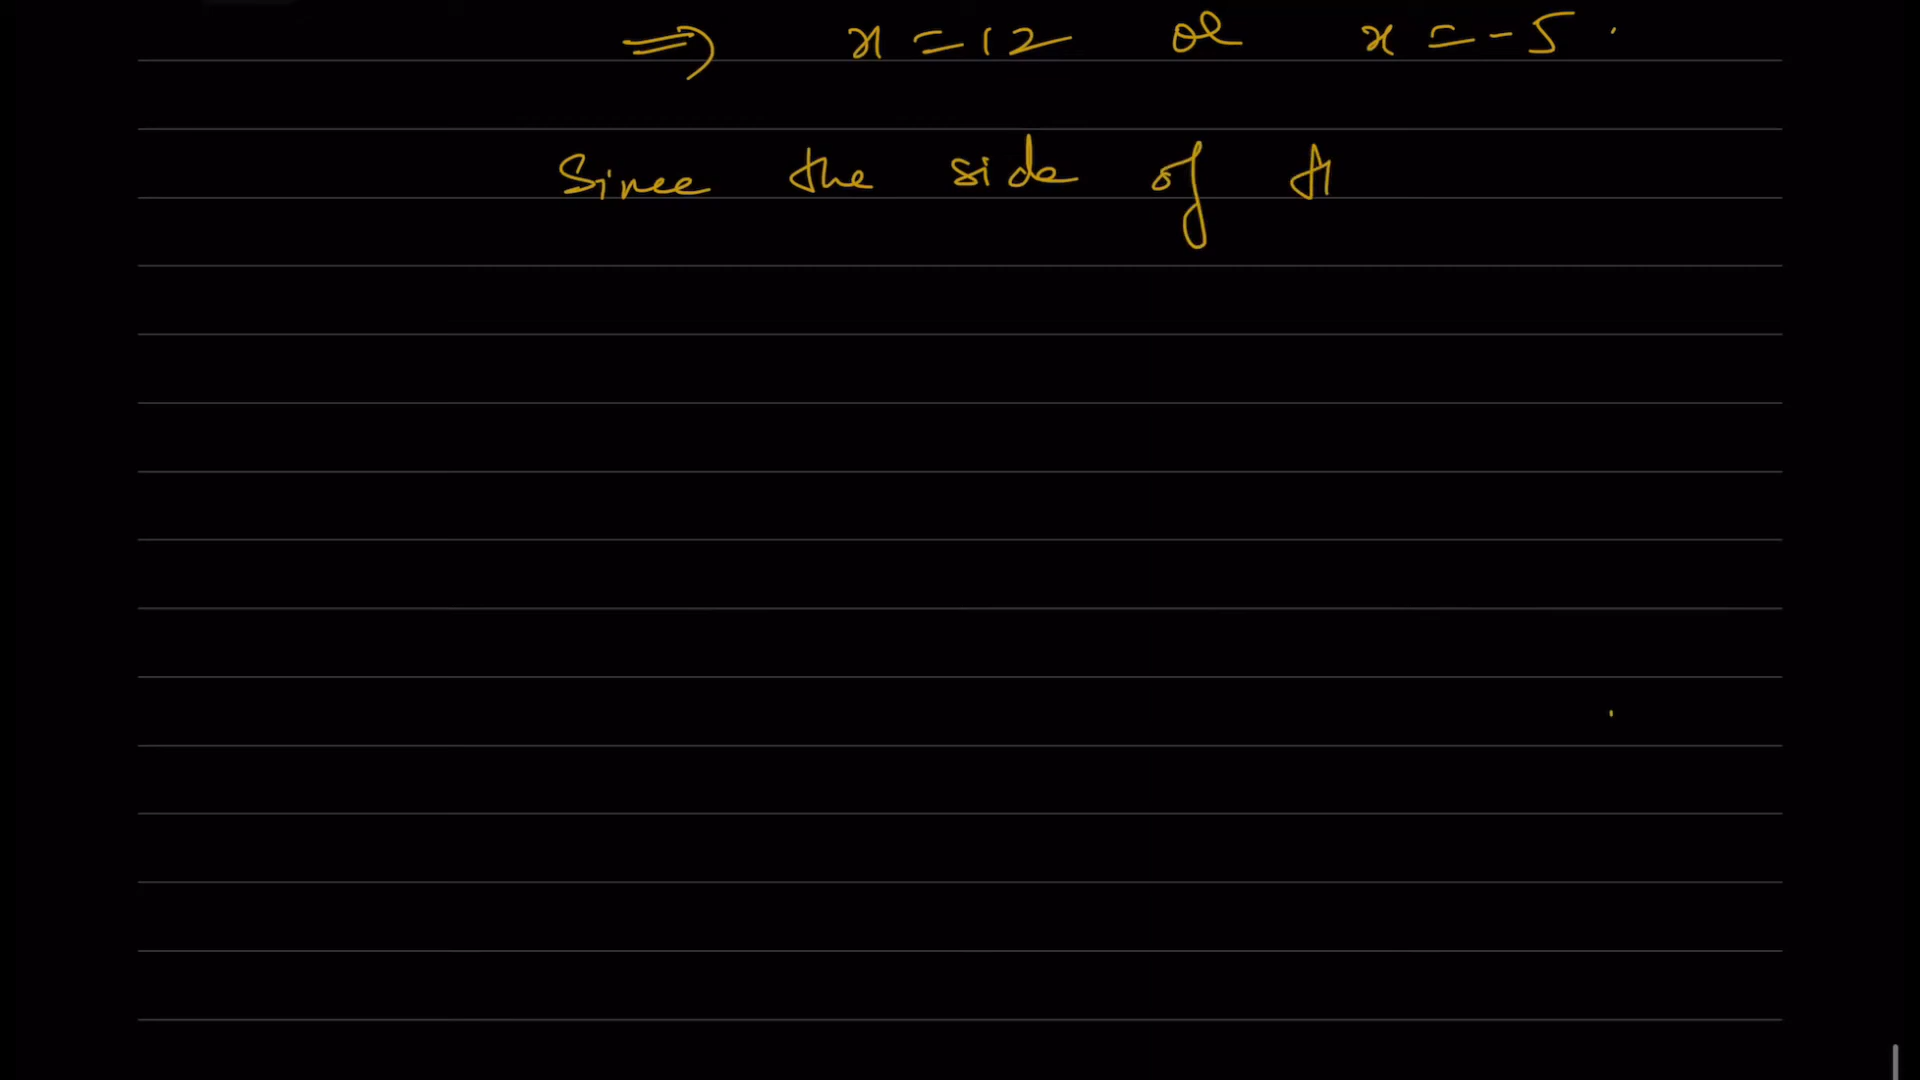 ⇒ x = 12 or x = -5.
Since the side of